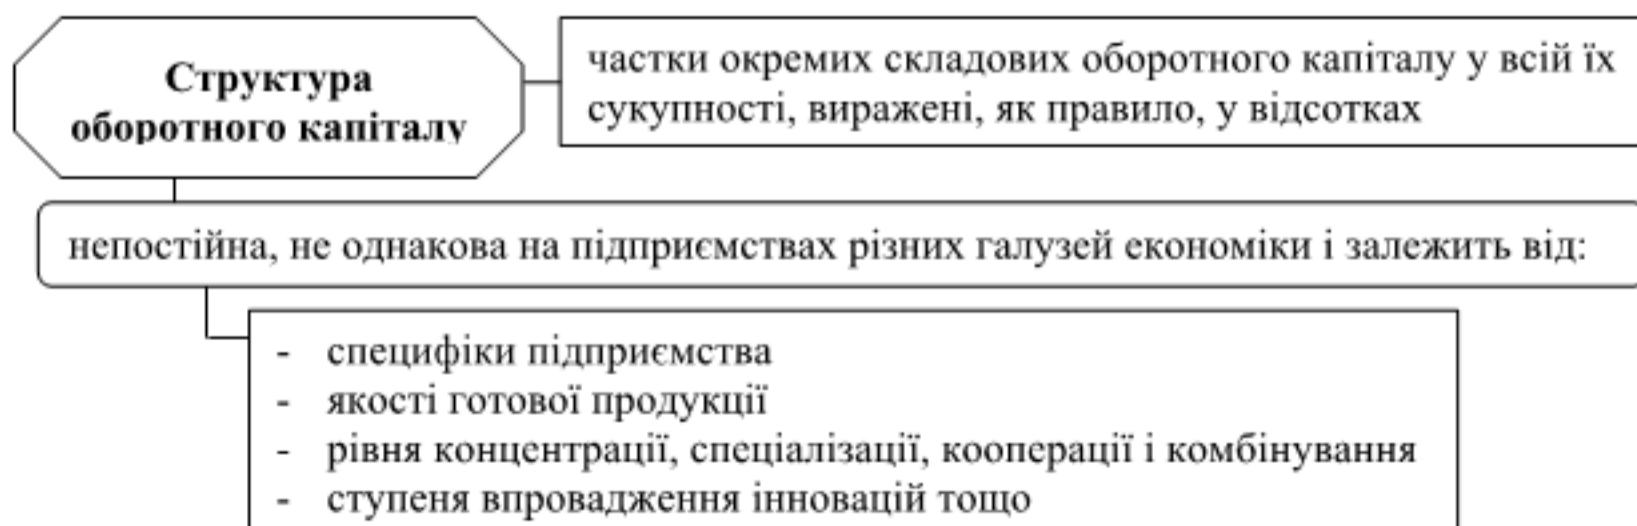 Структура
оборотного капіталу
частки окремих складових оборотного капіталу у всій їх
сукупності, виражені, як правило, у відсотках
непостійна, не однакова на підприємствах різних галузей економіки і залежить від:
- специфіки підприємства
- якості готової продукції
- рівня концентрації, спеціалізації, кооперації і комбінування
- ступеня впровадження інновацій тощо